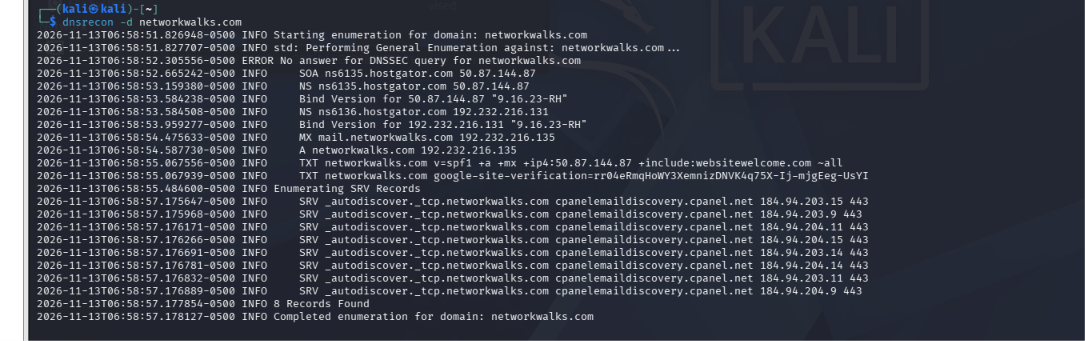 (kali㉿kali)-[~]
$ dnsrecon -d networkwalks.com
2026-11-13T06:58:51.826948-0500 INFO Starting enumeration for domain: networkwalks.com
2026-11-13T06:58:51.827707-0500 INFO std: Performing General Enumeration against: networkwalks.com...
2026-11-13T06:58:52.305556-0500 ERROR No answer for DNSSEC query for networkwalks.com
2026-11-13T06:58:52.665242-0500 INFO SOA ns6135.hostgator.com 50.87.144.87
2026-11-13T06:58:53.159380-0500 INFO NS ns6135.hostgator.com 50.87.144.87
2026-11-13T06:58:53.584238-0500 INFO Bind Version for 50.87.144.87 "9.16.23-RH"
2026-11-13T06:58:53.584508-0500 INFO NS ns6136.hostgator.com 192.232.216.131
2026-11-13T06:58:53.959277-0500 INFO Bind Version for 192.232.216.131 "9.16.23-RH"
2026-11-13T06:58:54.475633-0500 INFO MX mail.networkwalks.com 192.232.216.135
2026-11-13T06:58:54.587730-0500 INFO A networkwalks.com 192.232.216.135
2026-11-13T06:58:55.067556-0500 INFO TXT networkwalks.com v=spf1 +a +mx +ip4:50.87.144.87 +include:websitewelcome.com ~all
2026-11-13T06:58:55.067939-0500 INFO TXT networkwalks.com google-site-verification=rr04eRmqHoWY3XemnizDNVK4q75X-Ij-mjgEeg-UsYI
2026-11-13T06:58:55.484600-0500 INFO Enumerating SRV Records
2026-11-13T06:58:57.175647-0500 INFO SRV _autodiscover._tcp.networkwalks.com cpanelemaildiscovery.cpanel.net 184.94.203.15 443
2026-11-13T06:58:57.175968-0500 INFO SRV _autodiscover._tcp.networkwalks.com cpanelemaildiscovery.cpanel.net 184.94.203.9 443
2026-11-13T06:58:57.176171-0500 INFO SRV _autodiscover._tcp.networkwalks.com cpanelemaildiscovery.cpanel.net 184.94.204.11 443
2026-11-13T06:58:57.176266-0500 INFO SRV _autodiscover._tcp.networkwalks.com cpanelemaildiscovery.cpanel.net 184.94.204.15 443
2026-11-13T06:58:57.176691-0500 INFO SRV _autodiscover._tcp.networkwalks.com cpanelemaildiscovery.cpanel.net 184.94.203.14 443
2026-11-13T06:58:57.176781-0500 INFO SRV _autodiscover._tcp.networkwalks.com cpanelemaildiscovery.cpanel.net 184.94.204.14 443
2026-11-13T06:58:57.176832-0500 INFO SRV _autodiscover._tcp.networkwalks.com cpanelemaildiscovery.cpanel.net 184.94.203.11 443
2026-11-13T06:58:57.176889-0500 INFO SRV _autodiscover._tcp.networkwalks.com cpanelemaildiscovery.cpanel.net 184.94.204.9 443
2026-11-13T06:58:57.177854-0500 INFO 8 Records Found
2026-11-13T06:58:57.178127-0500 INFO Completed enumeration for domain: networkwalks.com
KALI